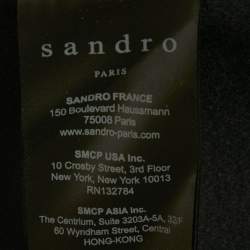 sandro
PARIS
SANDRO FRANCE
150 Boulevard Haussmann
75008 Paris
www.sandro-paris.com
SMCP USA Inc.
10 Crosby Street, 3rd Floor
New York, New York 10013
RN132784
SMCP ASIA Inc.
The Centrium, Suite 3203A-5A, 32/F
60 Wyndham Street, Central
HONG-KONG